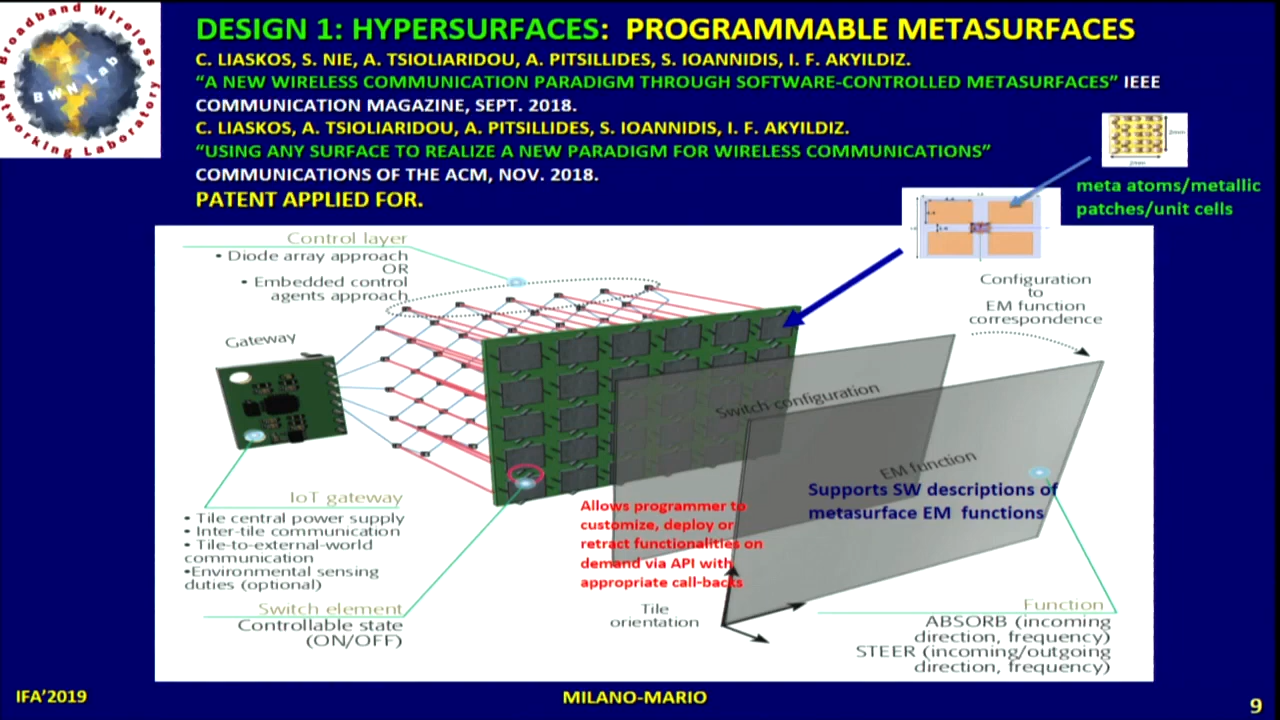 Broadband Wireless
Networking Laboratory
BWN Lab
DESIGN 1: HYPERSURFACES: PROGRAMMABLE METASURFACES
C. LIASKOS, S. NIE, A. TSIOLIARIDOU, A. PITSILLIDES, S. IOANNIDIS, I. F. AKYILDIZ.
“A NEW WIRELESS COMMUNICATION PARADIGM THROUGH SOFTWARE-CONTROLLED METASURFACES” IEEE
COMMUNICATION MAGAZINE, SEPT. 2018.
C. LIASKOS, A. TSIOLIARIDOU, A. PITSILLIDES, S. IOANNIDIS, I. F. AKYILDIZ.
“USING ANY SURFACE TO REALIZE A NEW PARADIGM FOR WIRELESS COMMUNICATIONS”
COMMUNICATIONS OF THE ACM, NOV. 2018.
PATENT APPLIED FOR.
meta atoms/metallic
patches/unit cells
Control layer
• Diode array approach
OR
• Embedded control
agents approach
Configuration
to
EM function
correspondence
Gateway
Switch configuration
EM function
Supports SW descriptions of
metasurface EM functions
IoT gateway
• Tile central power supply
• Inter-tile communication
• Tile-to-external-world
communication
•Environmental sensing
duties (optional)
Allows programmer to
customize, deploy or
retract functionalities on
demand via API with
appropriate call-backs
Switch element
Controllable state
(ON/OFF)
Tile
orientation
Function
ABSORB (incoming
direction, frequency)
STEER (incoming/outgoing
direction, frequency)
IFA’2019
MILANO-MARIO
9